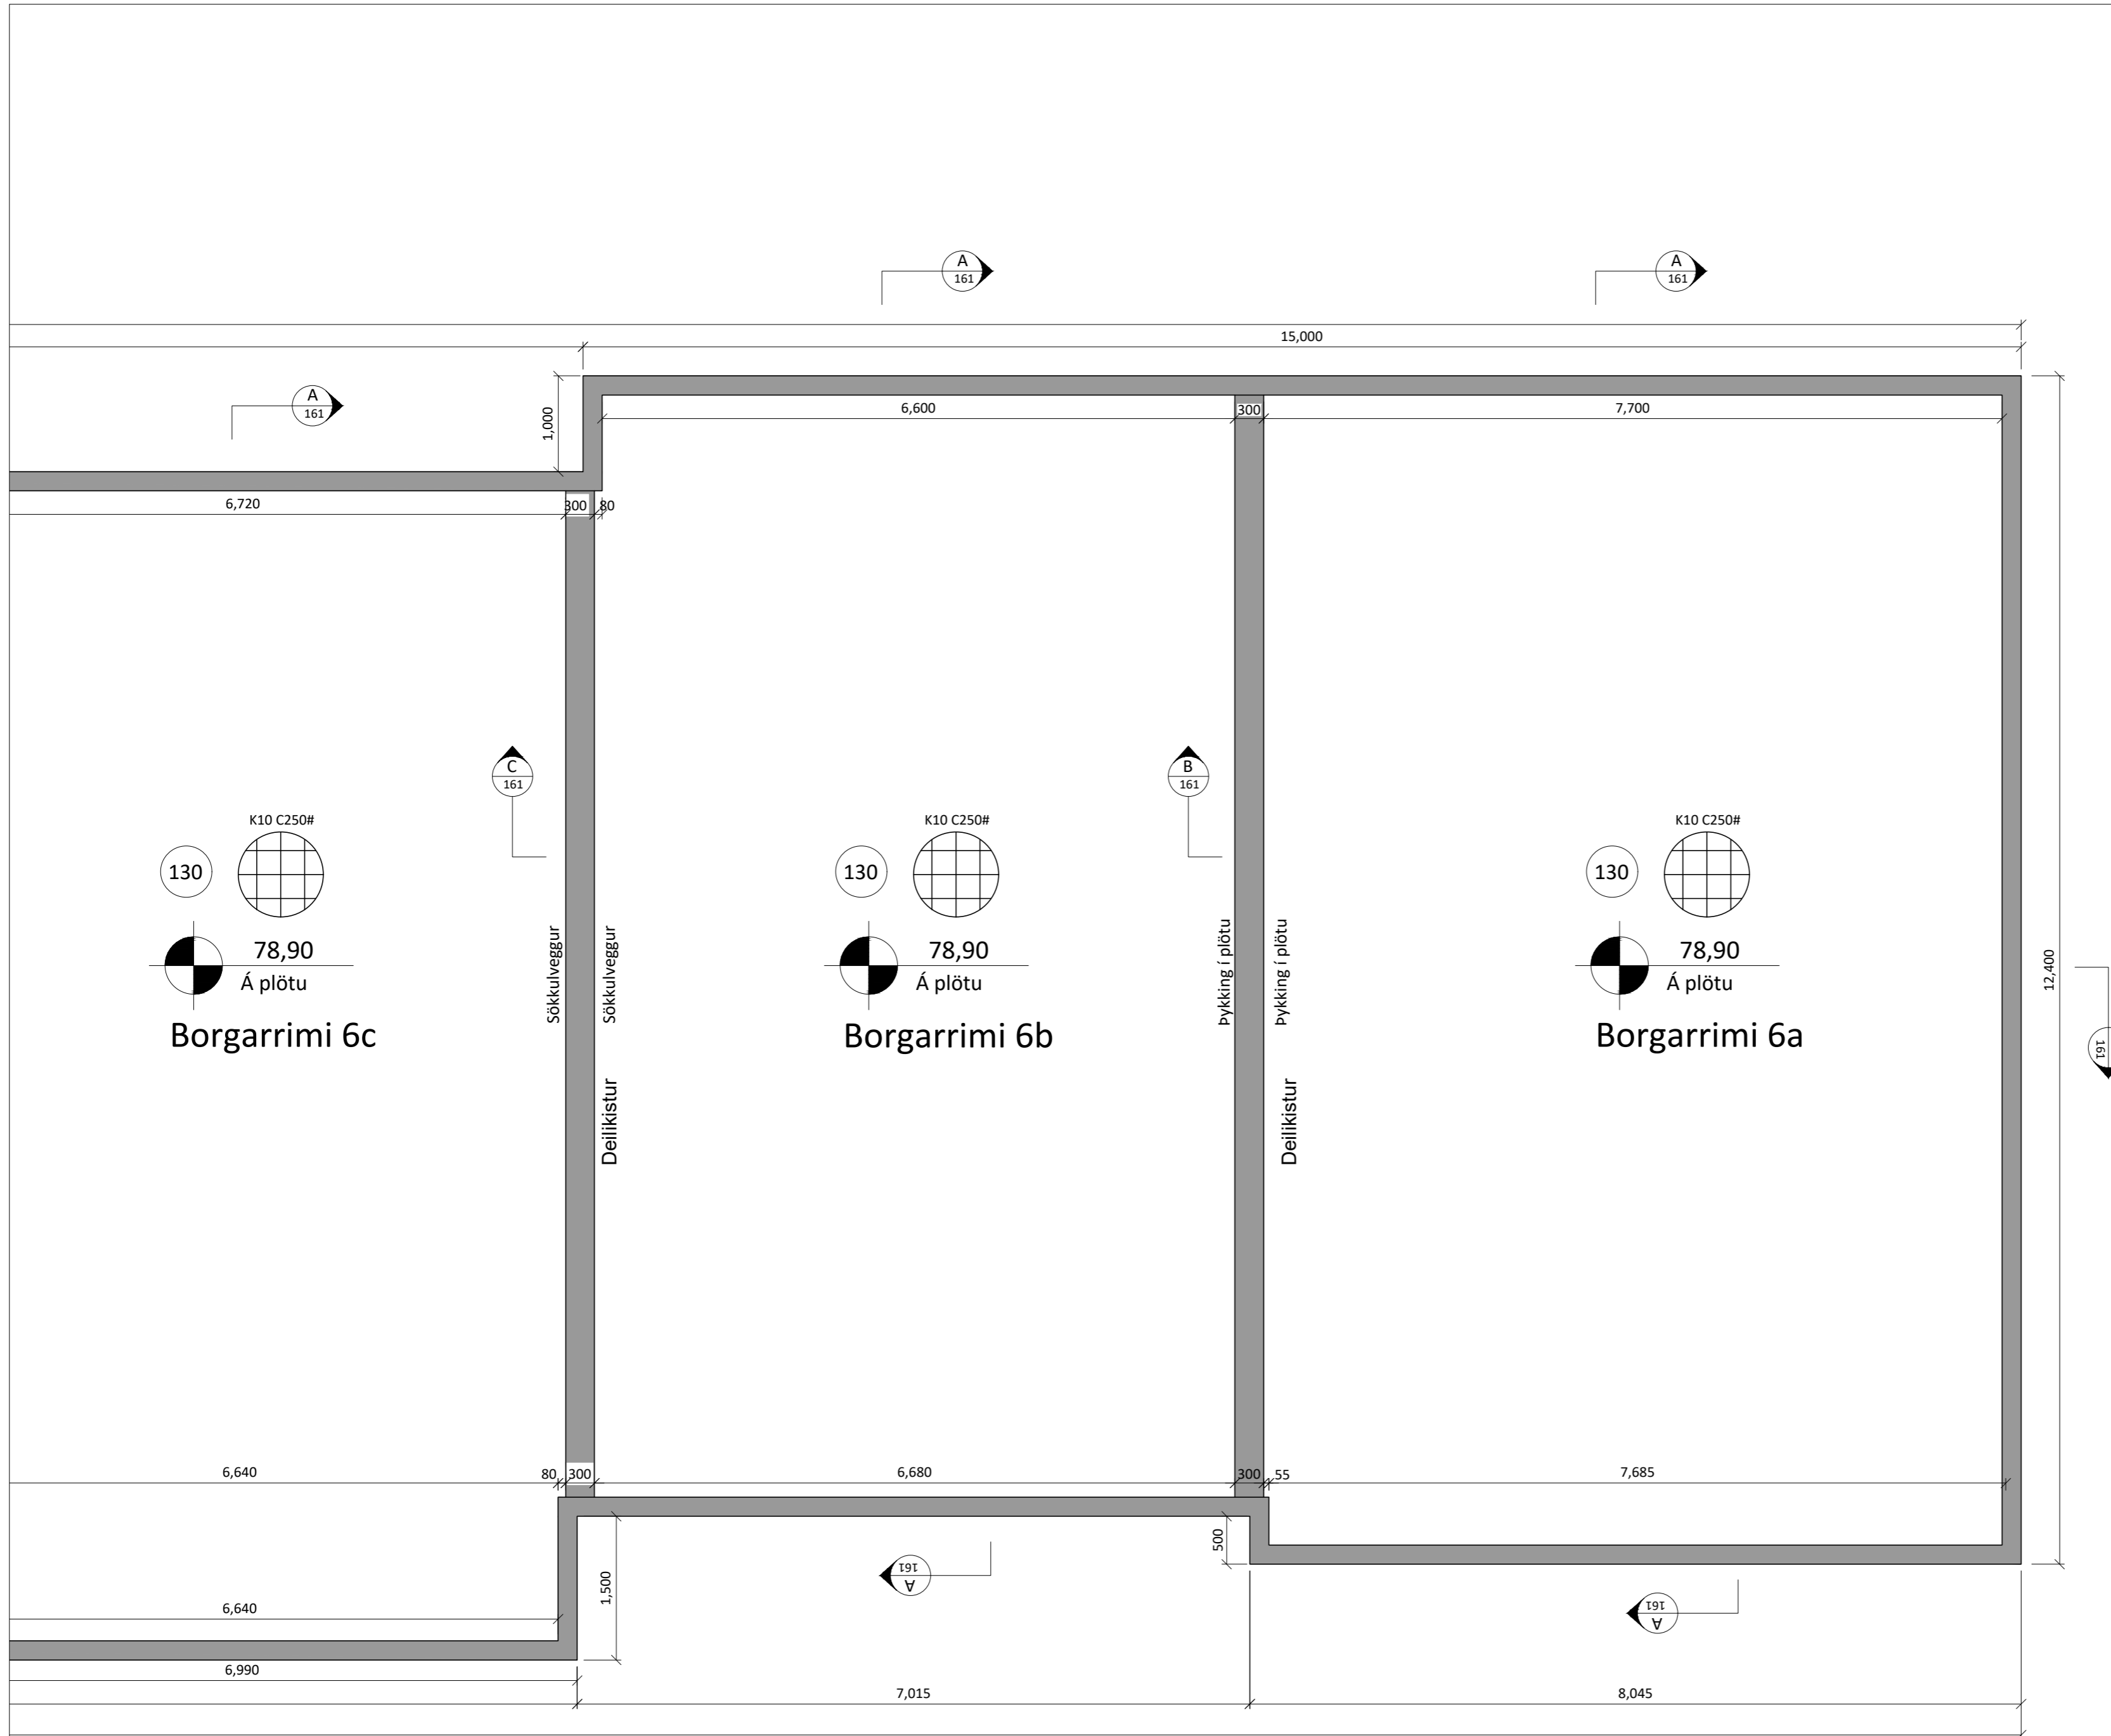 A
161
A
161
15,000
A
161
1,000
6,600
300
7,700
6,720
300
80
C
161
B
161
K10 C250#
130
78,90
Á plötu
Borgarrimi 6c
Sökkulveggur
Sökkulveggur
Deilikistur
K10 C250#
130
78,90
Á plötu
Borgarrimi 6b
Þykking í plötu
Þykking í plötu
Deilikistur
K10 C250#
130
78,90
Á plötu
Borgarrimi 6a
12,400
161
6,640
80
300
6,680
300
55
7,685
500
1,500
161
A
161
A
6,640
6,990
7,015
8,045